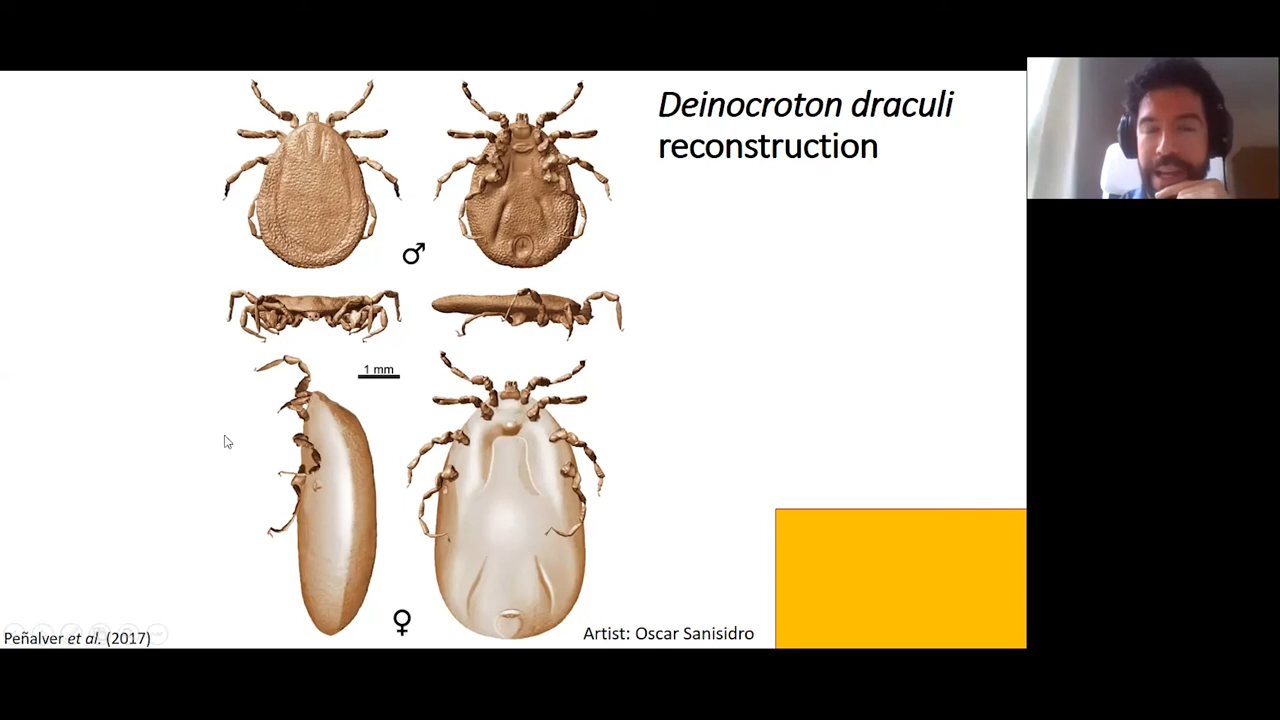 Deinocroton draculi
reconstruction
♂
1 mm
♀
Peñalver et al. (2017)
Artist: Oscar Sanisidro